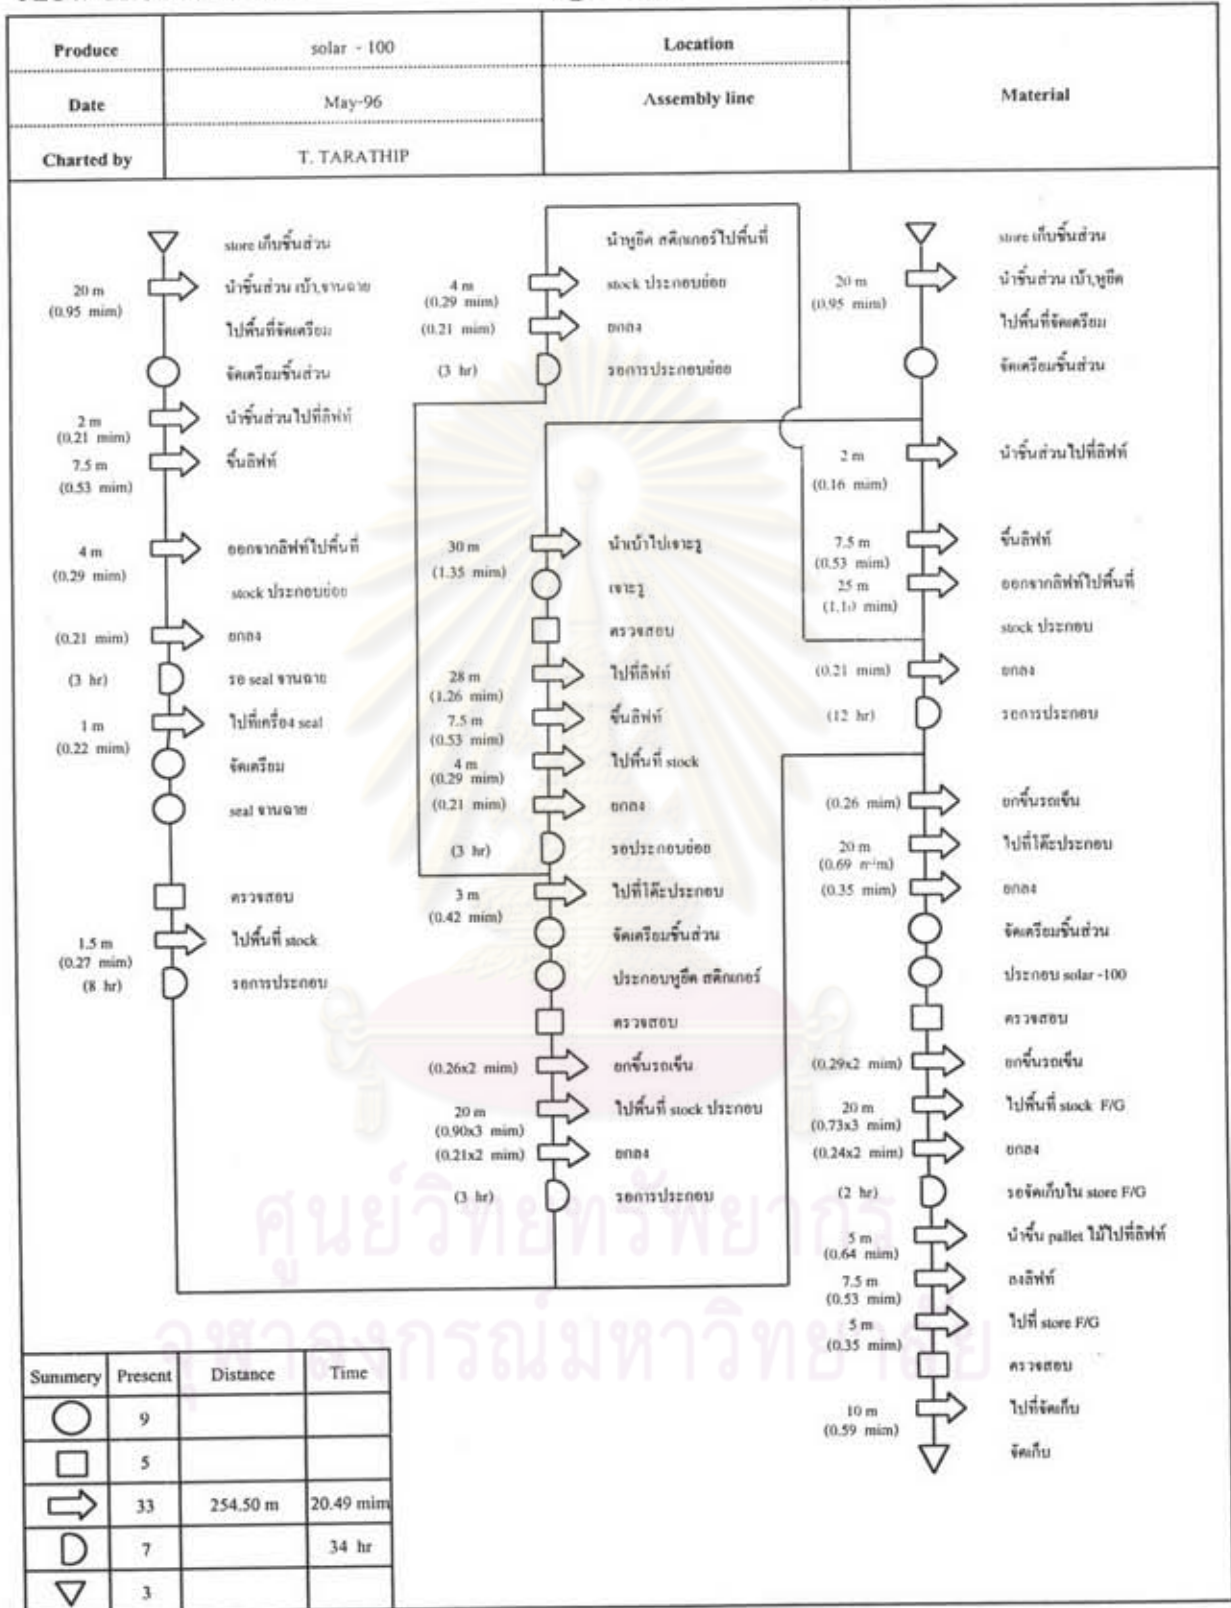 Produce
solar - 100
Location
Date
May-96
Assembly line
Material
Charted by
T. TARATHIP
store เก็บชิ้นส่วน
20 m
(0.95 mim)
นำชิ้นส่วน เบ้า,จานฉาย
ไปพื้นที่จัดเตรียม
จัดเตรียมชิ้นส่วน
2 m
(0.21 mim)
นำชิ้นส่วนไปที่ลิฟท์
7.5 m
(0.53 mim)
ขึ้นลิฟท์
4 m
(0.29 mim)
ออกจากลิฟท์ไปพื้นที่
stock ประกอบย่อย
(0.21 mim)
ยกลง
(3 hr)
รอ seal จานฉาย
1 m
(0.22 mim)
ไปที่เครื่อง seal
จัดเตรียม
seal จานฉาย
ตรวจสอบ
1.5 m
(0.27 mim)
ไปพื้นที่ stock
(8 hr)
รอการประกอบ
นำหูยึด สติกเกอร์ไปพื้นที่
4 m
(0.29 mim)
stock ประกอบย่อย
(0.21 mim)
ยกลง
(3 hr)
รอการประกอบย่อย
30 m
(1.35 mim)
นำเบ้าไปเจาะรู
เจาะรู
ตรวจสอบ
28 m
(1.26 mim)
ไปที่ลิฟท์
7.5 m
(0.53 mim)
ขึ้นลิฟท์
4 m
(0.29 mim)
ไปพื้นที่ stock
(0.21 mim)
ยกลง
(3 hr)
รอประกอบย่อย
3 m
(0.42 mim)
ไปที่โต๊ะประกอบ
จัดเตรียมชิ้นส่วน
ประกอบหูยึด สติกเกอร์
ตรวจสอบ
(0.26x2 mim)
ยกขึ้นรถเข็น
20 m
(0.90x3 mim)
ไปพื้นที่ stock ประกอบ
(0.21x2 mim)
ยกลง
(3 hr)
รอการประกอบ
store เก็บชิ้นส่วน
20 m
(0.95 mim)
นำชิ้นส่วน เบ้า,หูยึด
ไปพื้นที่จัดเตรียม
จัดเตรียมชิ้นส่วน
2 m
(0.16 mim)
นำชิ้นส่วนไปที่ลิฟท์
7.5 m
(0.53 mim)
ขึ้นลิฟท์
25 m
ออกจากลิฟท์ไปพื้นที่
stock ประกอบ
(0.21 mim)
ยกลง
(12 hr)
รอการประกอบ
(0.26 mim)
ยกขึ้นรถเข็น
20 m
(0.69
ไปที่โต๊ะประกอบ
(0.35 mim)
ยกลง
จัดเตรียมชิ้นส่วน
ประกอบ solar -100
ตรวจสอบ
(0.29x2 mim)
ยกขึ้นรถเข็น
20 m
(0.73x3 mim)
ไปพื้นที่ stock F/G
(0.24x2 mim)
ยกลง
(2 hr)
รอจัดเก็บใน store F/G
5 m
(0.64 mim)
นำขึ้น pallet ไม้ไปที่ลิฟท์
7.5 m
(0.53 mim)
ลงลิฟท์
5 m
(0.35 mim)
ไปที่ store F/G
ตรวจสอบ
10 m
(0.59 mim)
ไปที่จัดเก็บ
จัดเก็บ
ศูนย์วิทยทรัพยากร
จุฬาลงกรณ์มหาวิทยาลัย
Summery Present Distance Time
9
5
33 254.50 m 20.49 mim
7 34 hr
3